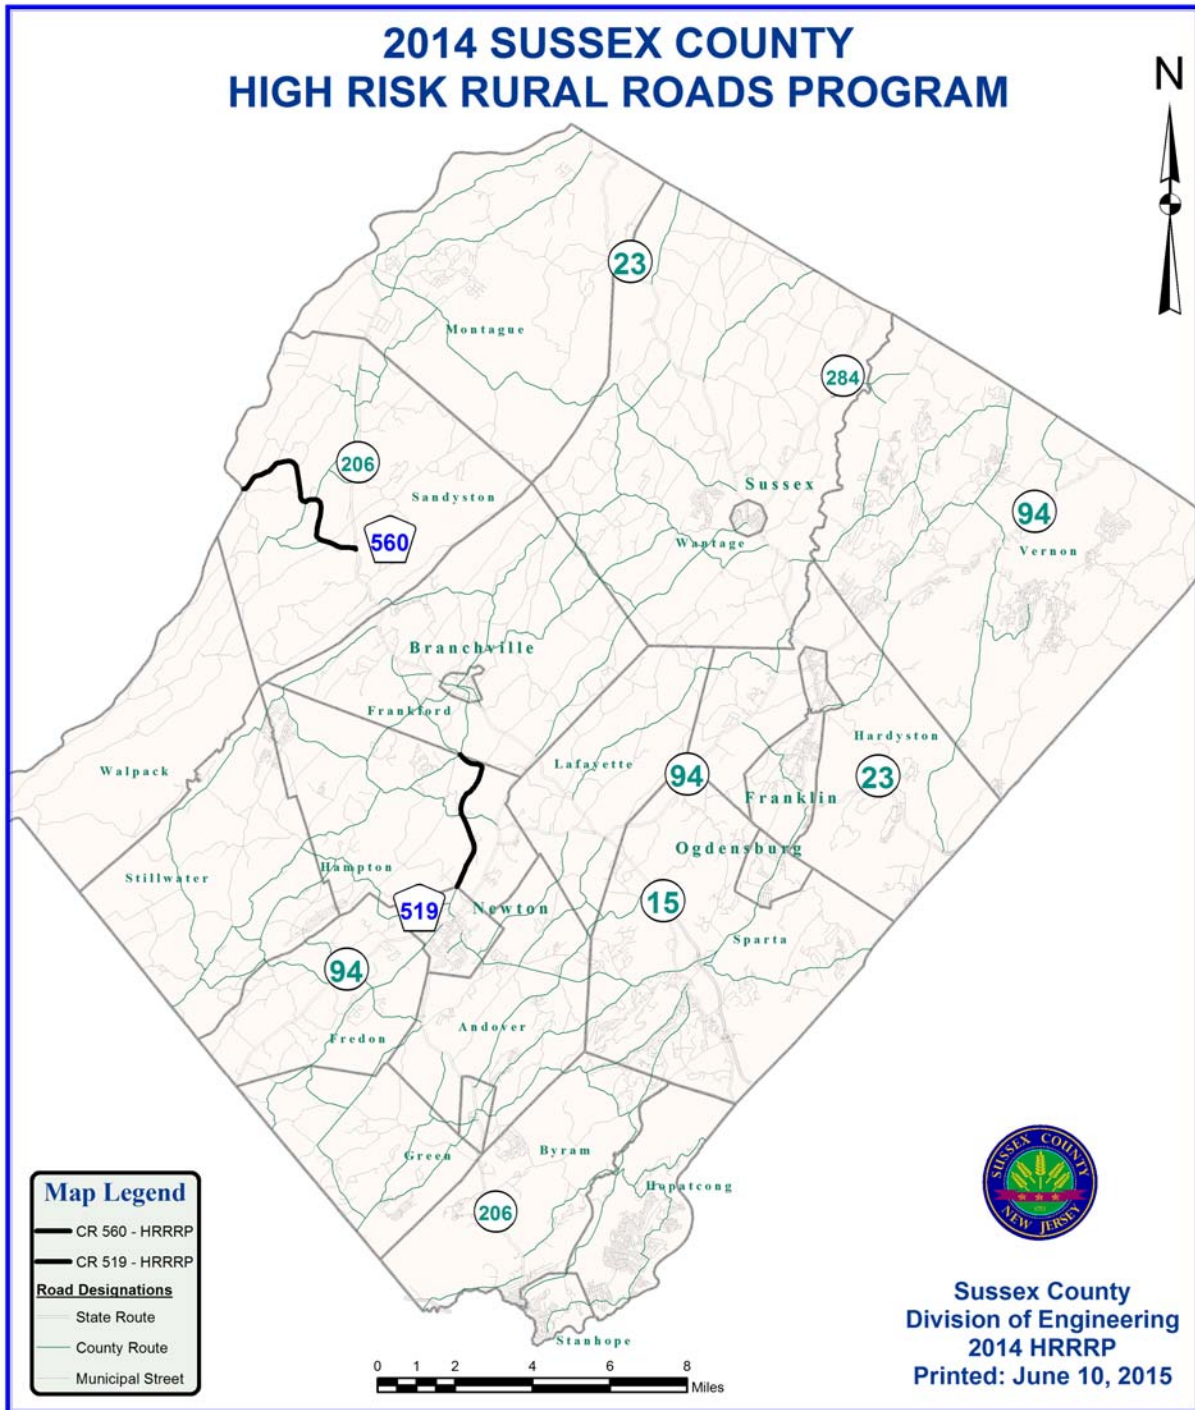 2014 SUSSEX COUNTY
HIGH RISK RURAL ROADS PROGRAM
N
23
Montague
284
206
Sandyston
Sussex
94
560
Wantage
Vernon
Branchville
Frankford
Hardyston
Walpack
Lafayette
94
23
Franklin
Ogdensburg
Hampton
Stillwater
519
Newton
15
Sparta
94
Andover
Fredon
Green
Byram
Hopatcong
206
Stanhope
Map Legend
CR 560 - HRRRP
CR 519 - HRRRP
Road Designations
State Route
County Route
Municipal Street
0 1 2 4 6 8
Miles
SUSSEX COUNTY
NEW JERSEY
Sussex County
Division of Engineering
2014 HRRRP
Printed: June 10, 2015